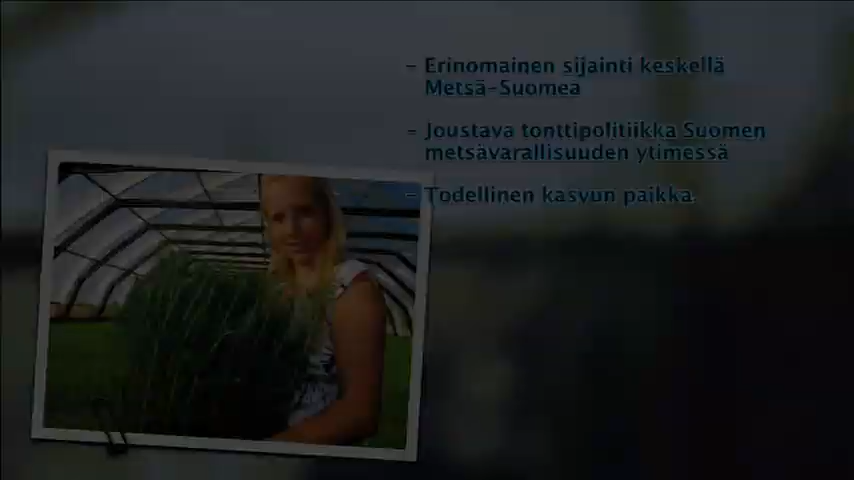 - Erinomainen sijainti keskellä
Metsä-Suomea
- Joustava tonttipolitiikka Suomen
metsävarallisuuden ytimessä
- Todellinen kasvun paikka